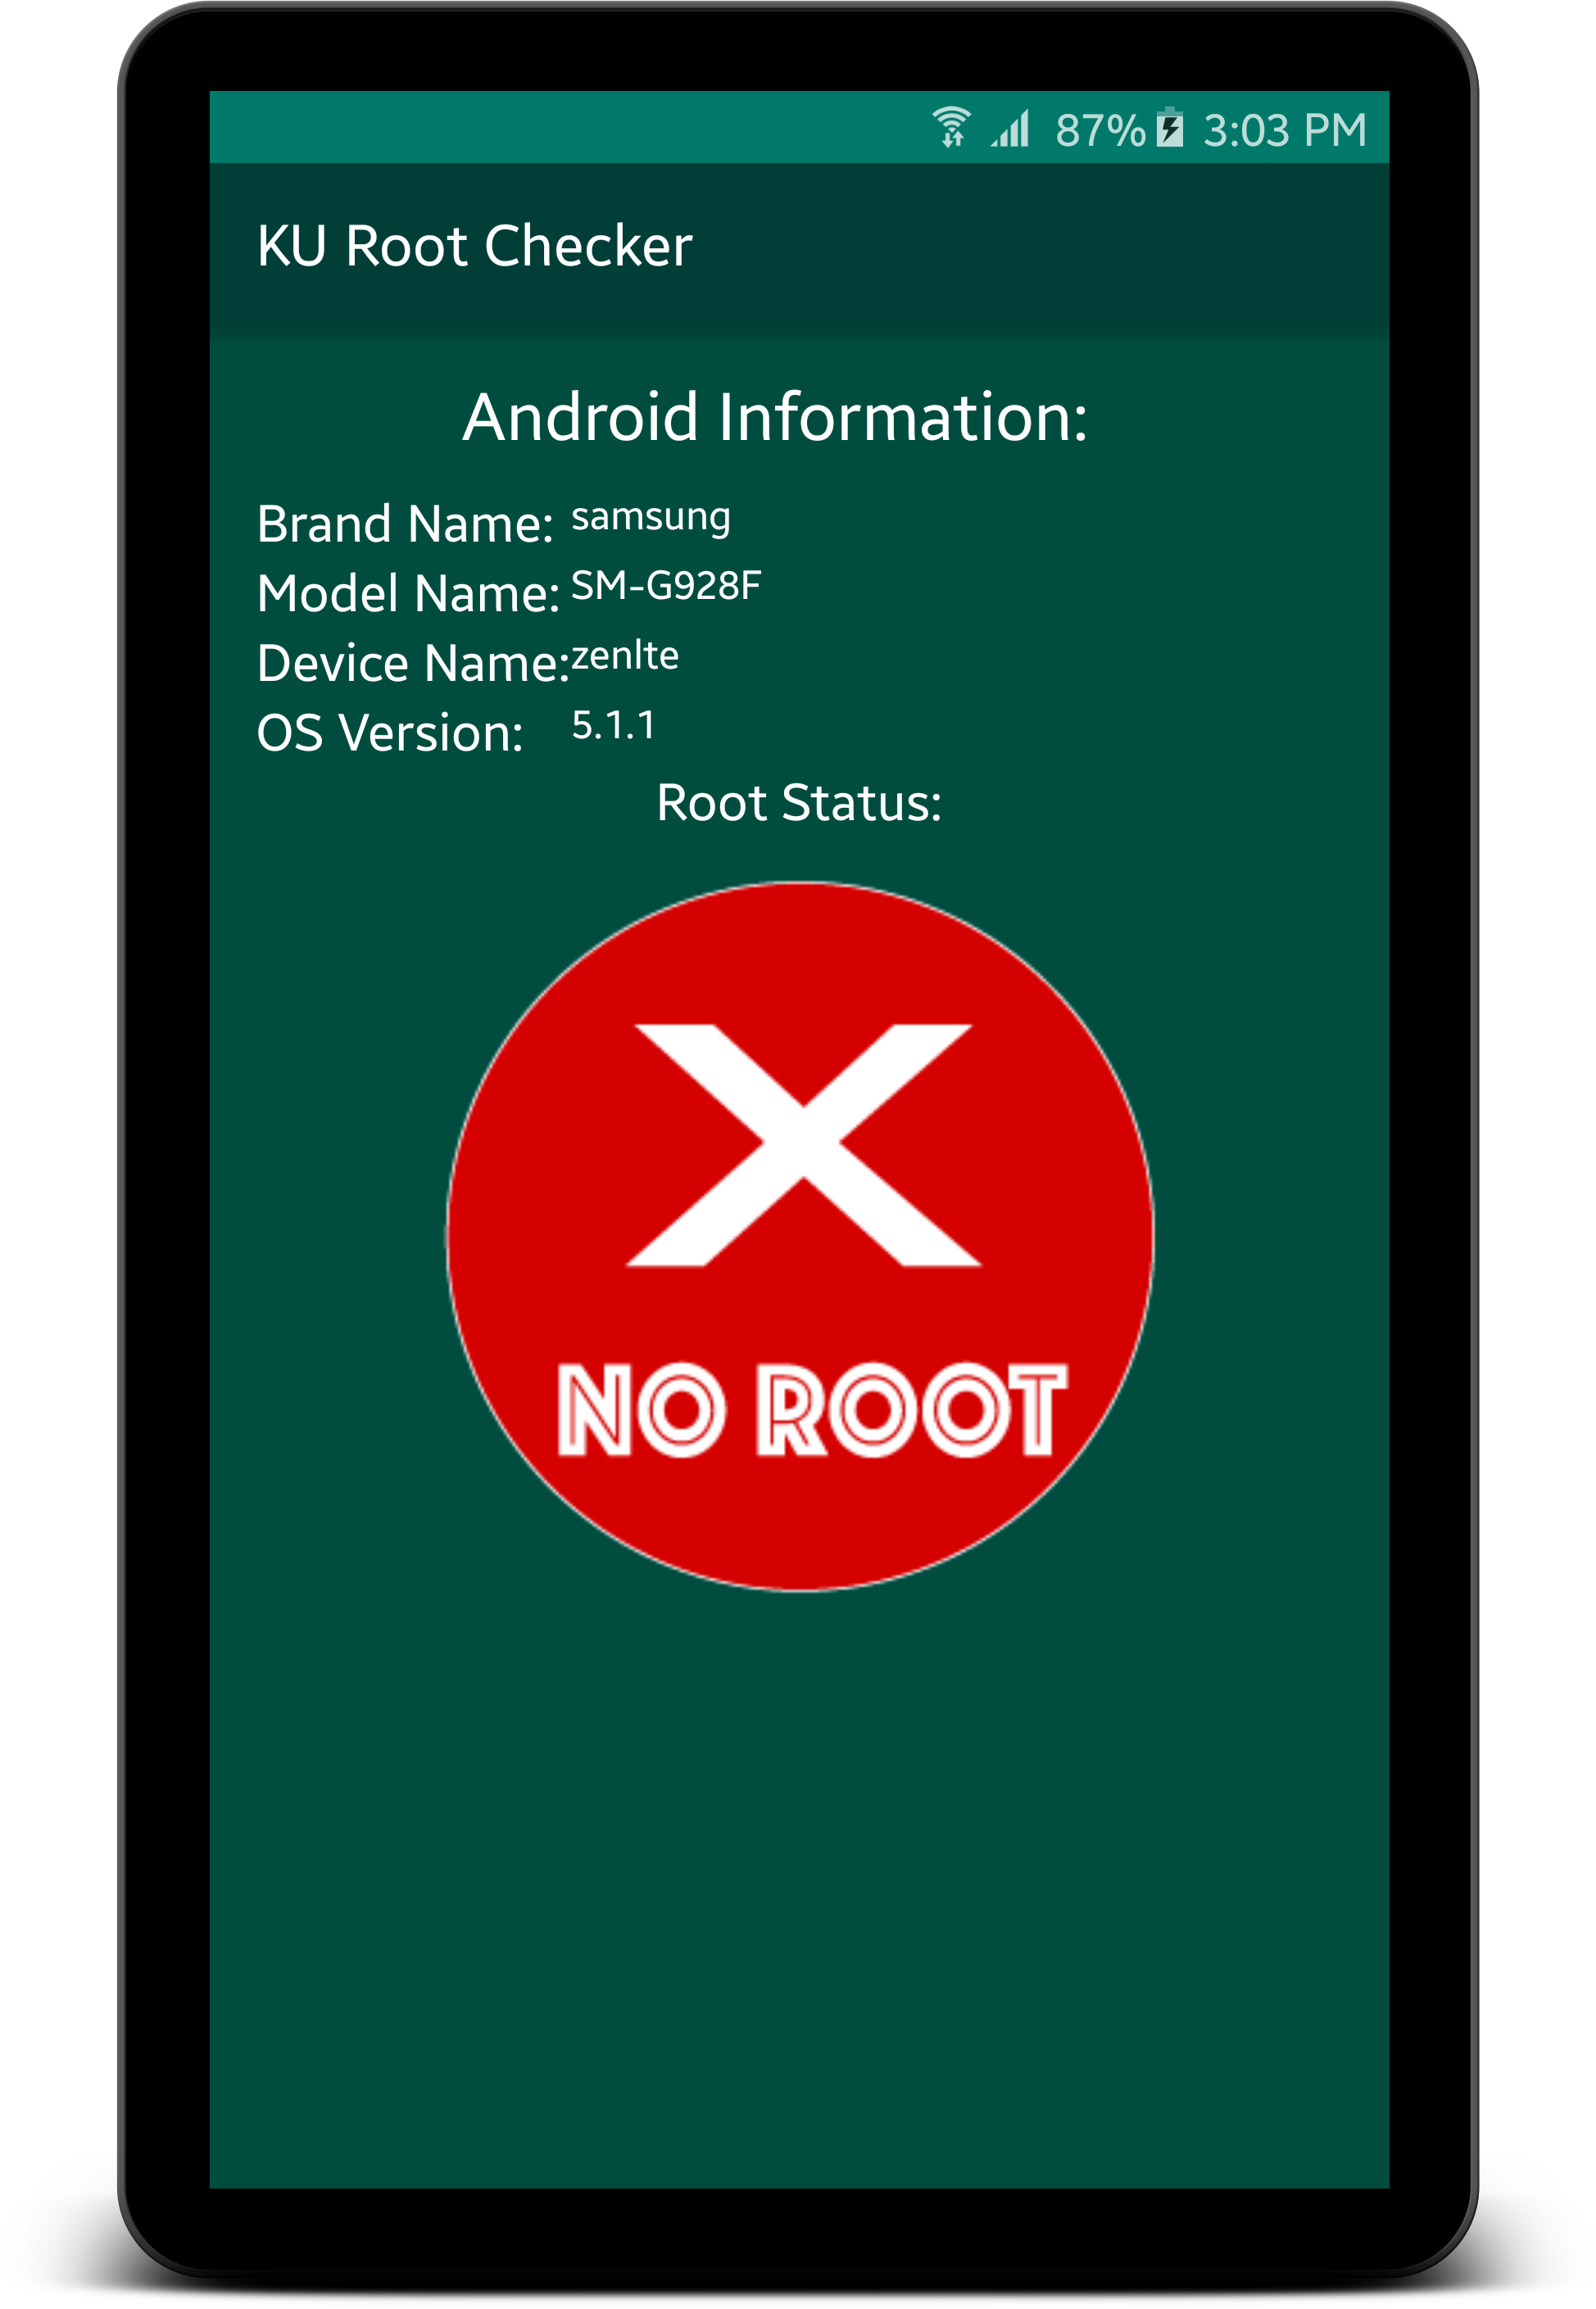 87% 3:03 PM
KU Root Checker
Android Information:
Brand Name: samsung
Model Name: SM-G928F
Device Name:zenlte
OS Version: 5.1.1
Root Status:
NO ROOT